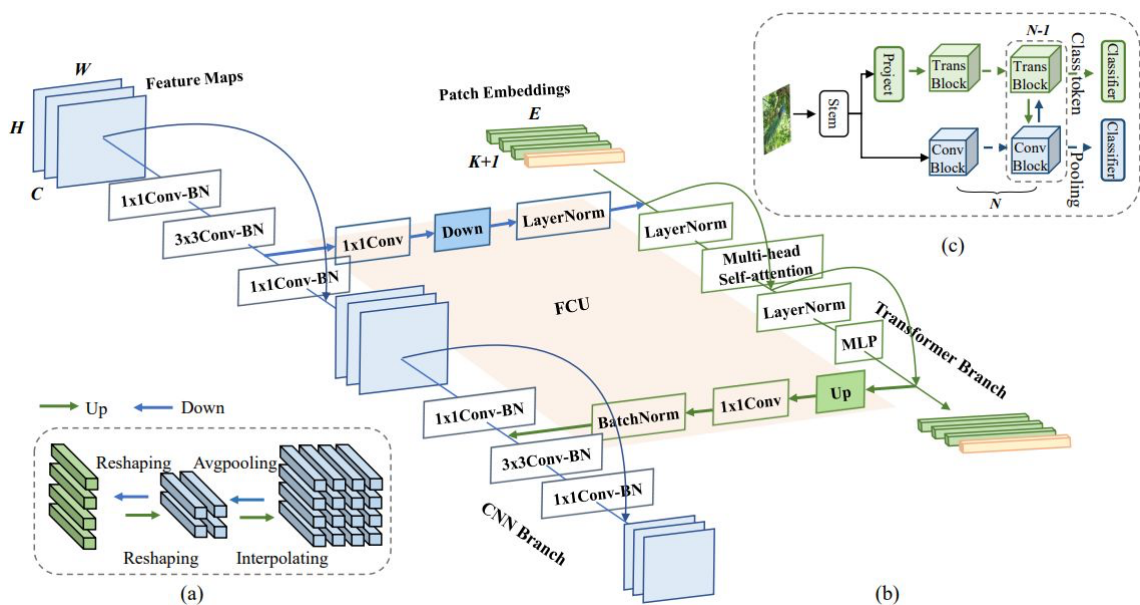 W
Feature Maps
H
C
1x1Conv-BN
3x3Conv-BN
1x1Conv-BN
1x1Conv
Down
LayerNorm
Patch Embeddings
E
K+1
LayerNorm
Multi-head
Self-attention
LayerNorm
MLP
Transformer Branch
FCU
Up
1x1Conv
BatchNorm
1x1Conv-BN
3x3Conv-BN
1x1Conv-BN
CNN Branch
(b)
Up
Down
Reshaping
Avgpooling
Reshaping
Interpolating
(a)
Stem
Project
Trans
Block
N-1
Trans
Block
Class token
Classifier
Conv
Block
Conv
Block
Pooling
Classifier
N
(c)